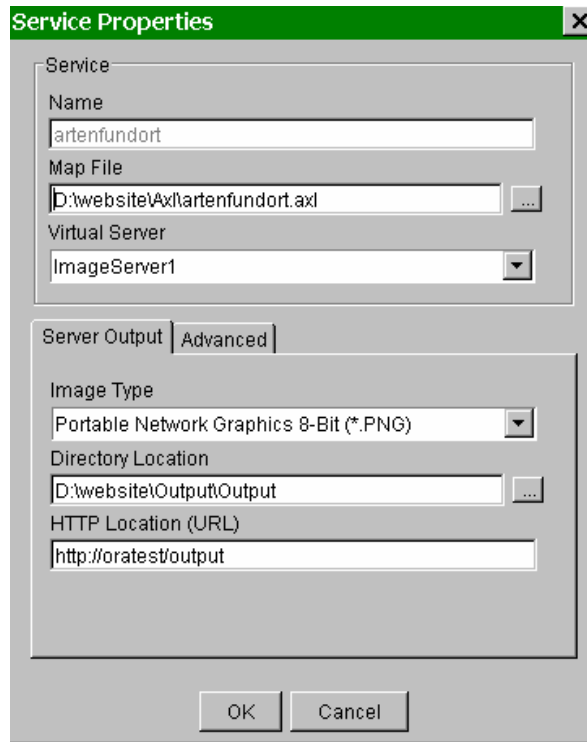 Service Properties
Service
Name
artenfundort
Map File
D:\website\Axl\artenfundort.axl
...
Virtual Server
ImageServer1
Server Output
Advanced
Image Type
Portable Network Graphics 8-Bit (*.PNG)
Directory Location
D:\website\Output\Output
...
HTTP Location (URL)
http://oratest/output
OK
Cancel